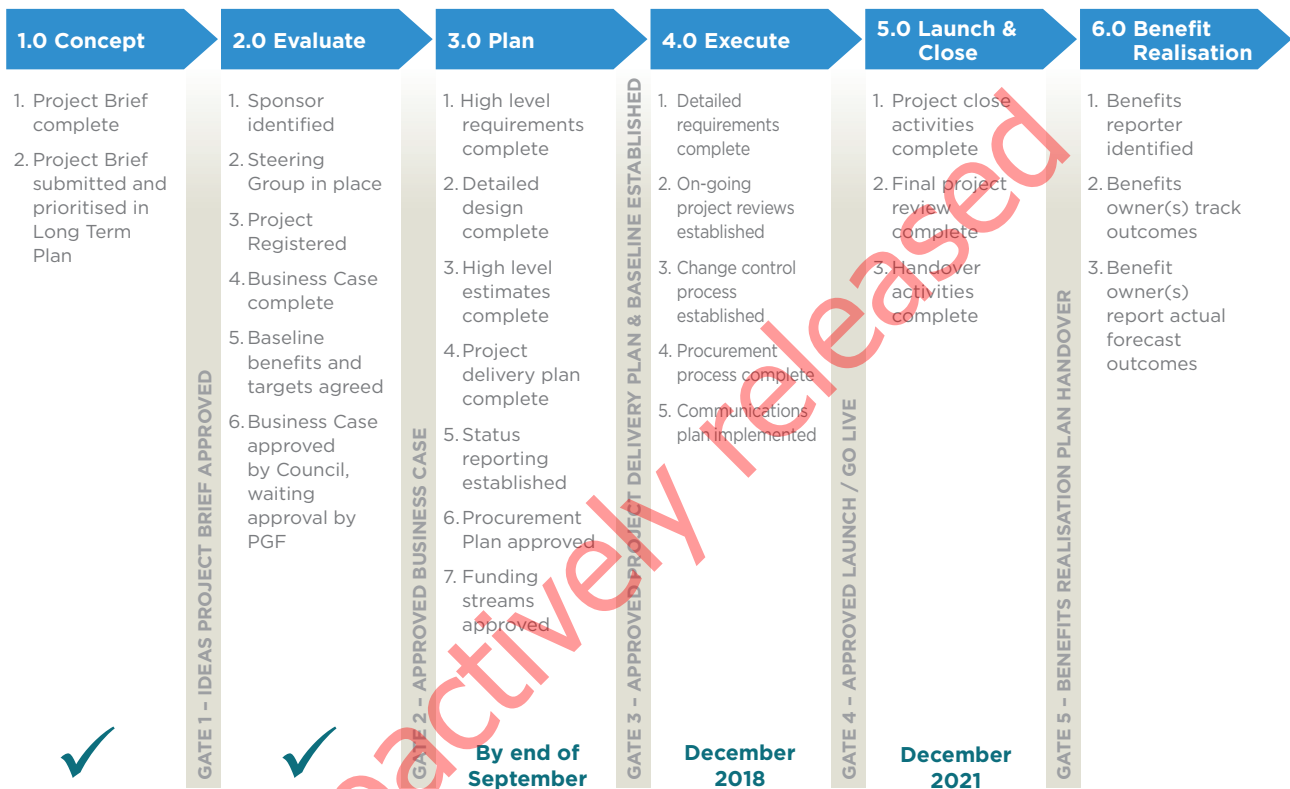 1.0 Concept
1. Project Brief
complete
2. Project Brief
submitted and
prioritised in
Long Term
Plan
GATE 1 – IDEAS PROJECT BRIEF APPROVED
2.0 Evaluate
1. Sponsor
identified
2. Steering
Group in place
3. Project
Registered
4. Business Case
complete
5. Baseline
benefits and
targets agreed
6. Business Case
approved
by Council,
waiting
approval by
PGF
GATE 2 – APPROVED BUSINESS CASE
3.0 Plan
1. High level
requirements
complete
2. Detailed
design
complete
3. High level
estimates
complete
4. Project
delivery plan
complete
5. Status
reporting
established
6. Procurement
Plan approved
7. Funding
streams
approved
By end of
September
GATE 3 – APPROVED PROJECT DELIVERY PLAN & BASELINE ESTABLISHED
4.0 Execute
1. Detailed
requirements
complete
2. On-going
project reviews
established
3. Change control
process
established
4. Procurement
process complete
5. Communications
plan implemented
December
2018
GATE 4 – APPROVED LAUNCH / GO LIVE
5.0 Launch &
Close
1. Project close
activities
complete
2. Final project
review
complete
3. Handover
activities
complete
December
2021
GATE 5 – BENEFITS REALISATION PLAN HANDOVER
6.0 Benefit
Realisation
1. Benefits
reporter
identified
2. Benefits
owner(s) track
outcomes
3. Benefit
owner(s)
report actual
forecast
outcomes
actively released